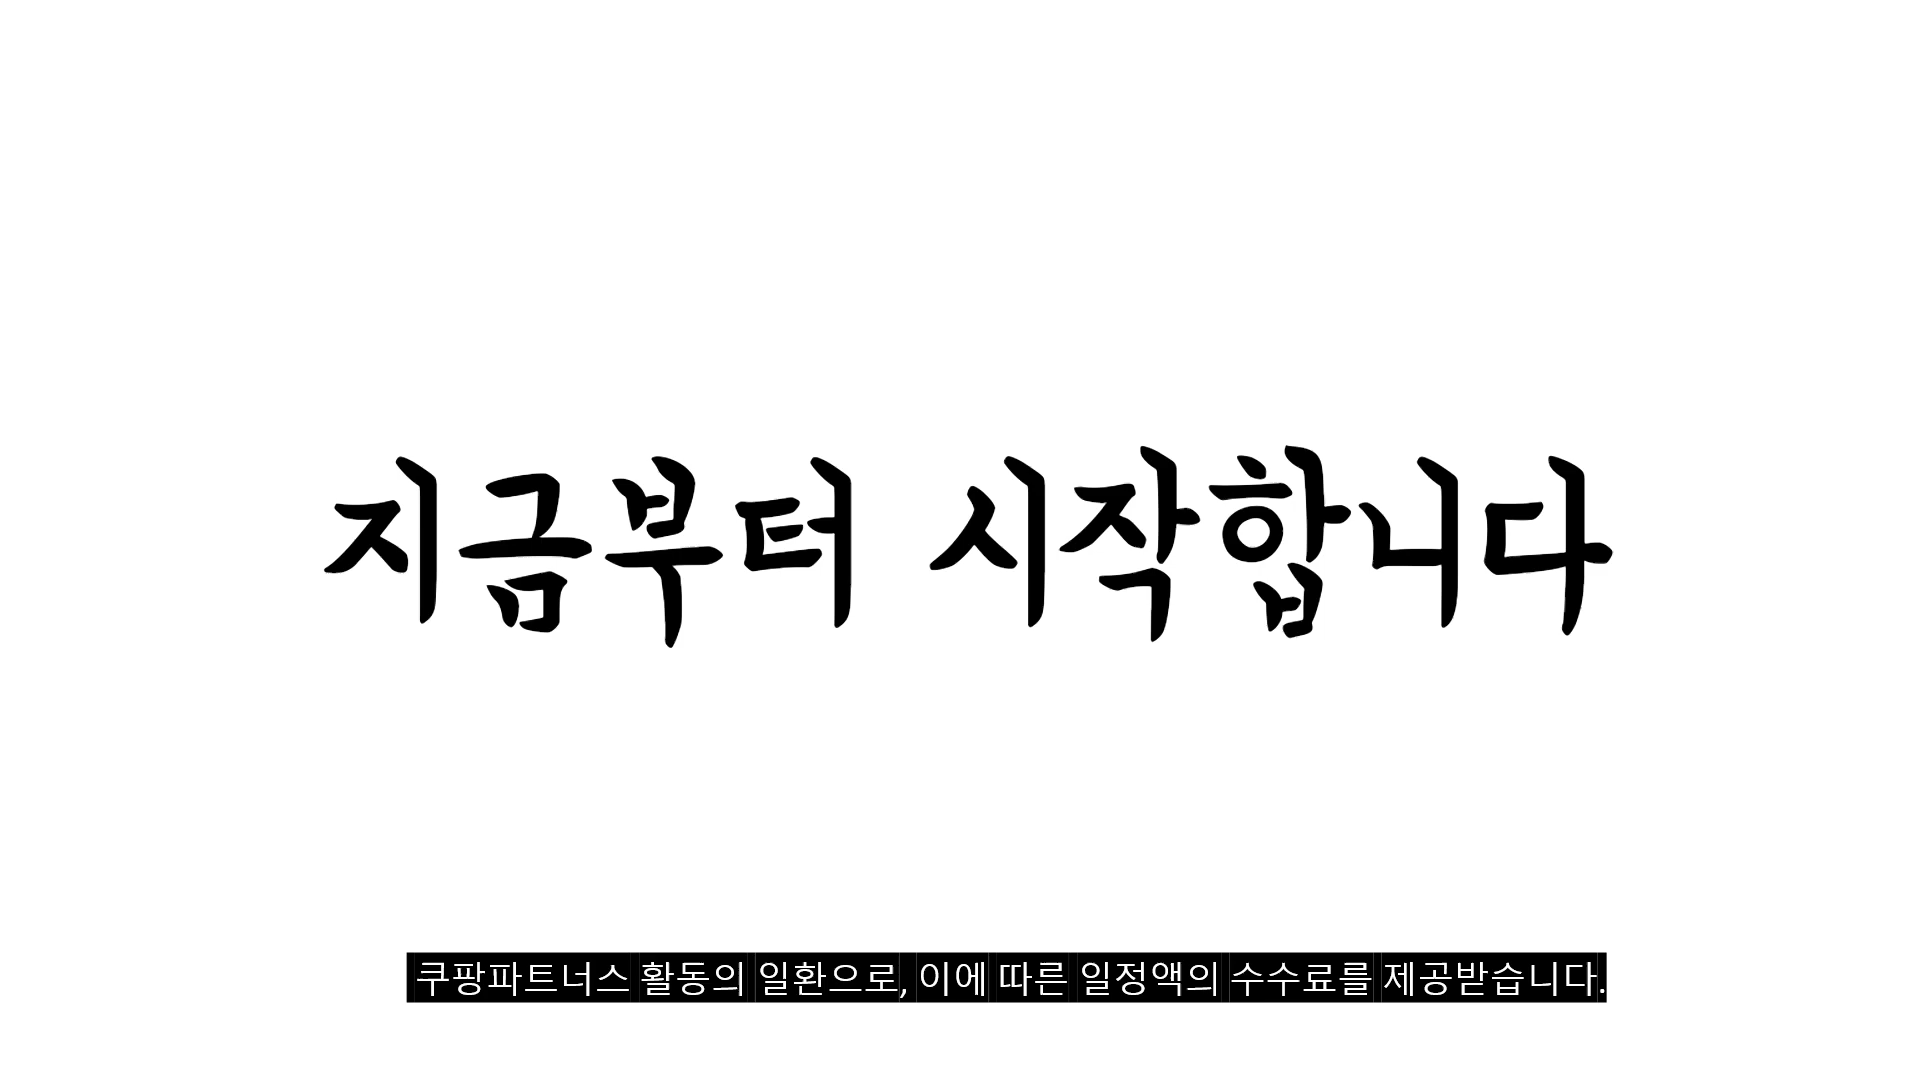 지금부터 시작합니다
쿠팡파트너스 활동의 일환으로, 이에 따른 일정액의 수수료를 제공받습니다.